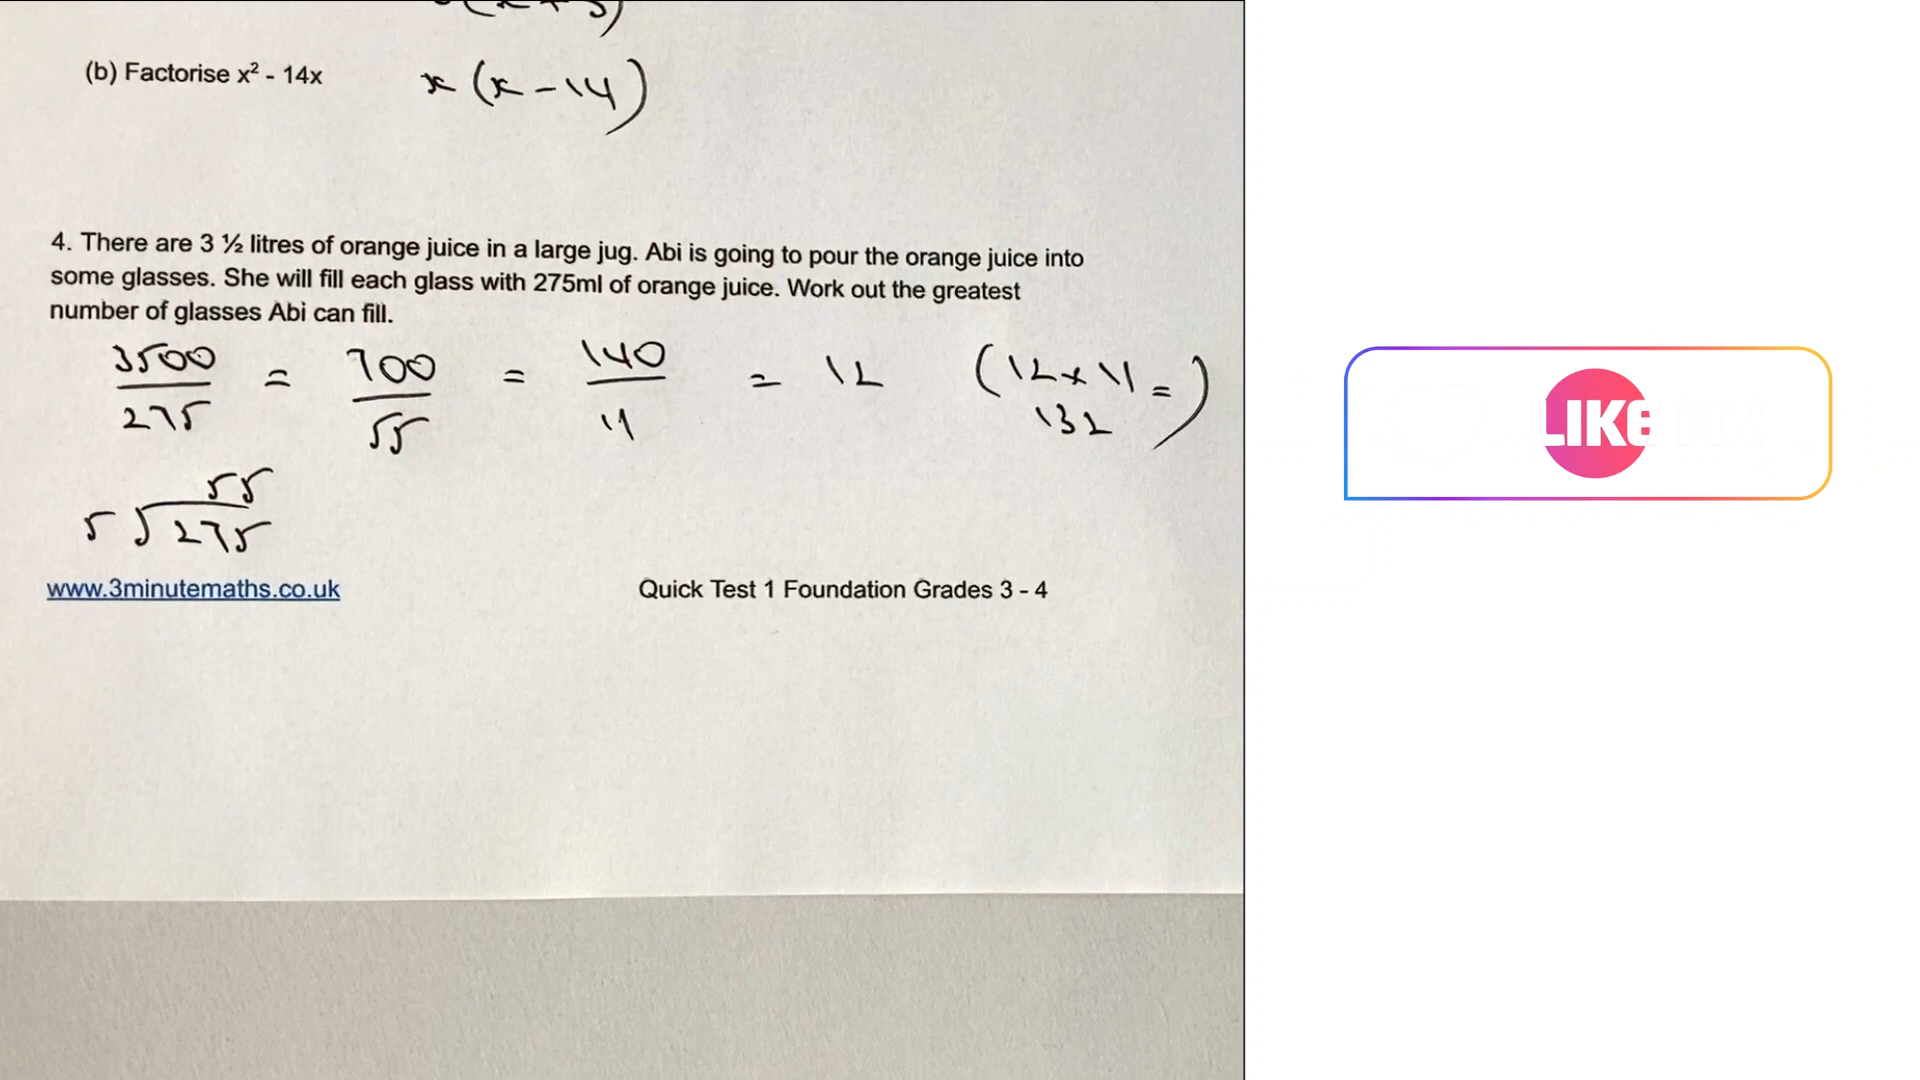 (x + 5)
(b) Factorise x² - 14x x (x - 14)
4. There are 3 ½ litres of orange juice in a large jug. Abi is going to pour the orange juice into
some glasses. She will fill each glass with 275ml of orange juice. Work out the greatest
number of glasses Abi can fill.
3500/275 = 700/55 = 140/11 = 12 (12 x 11 = 132)
55
5 √275
www.3minutemaths.co.uk Quick Test 1 Foundation Grades 3 - 4
LIKE IT!